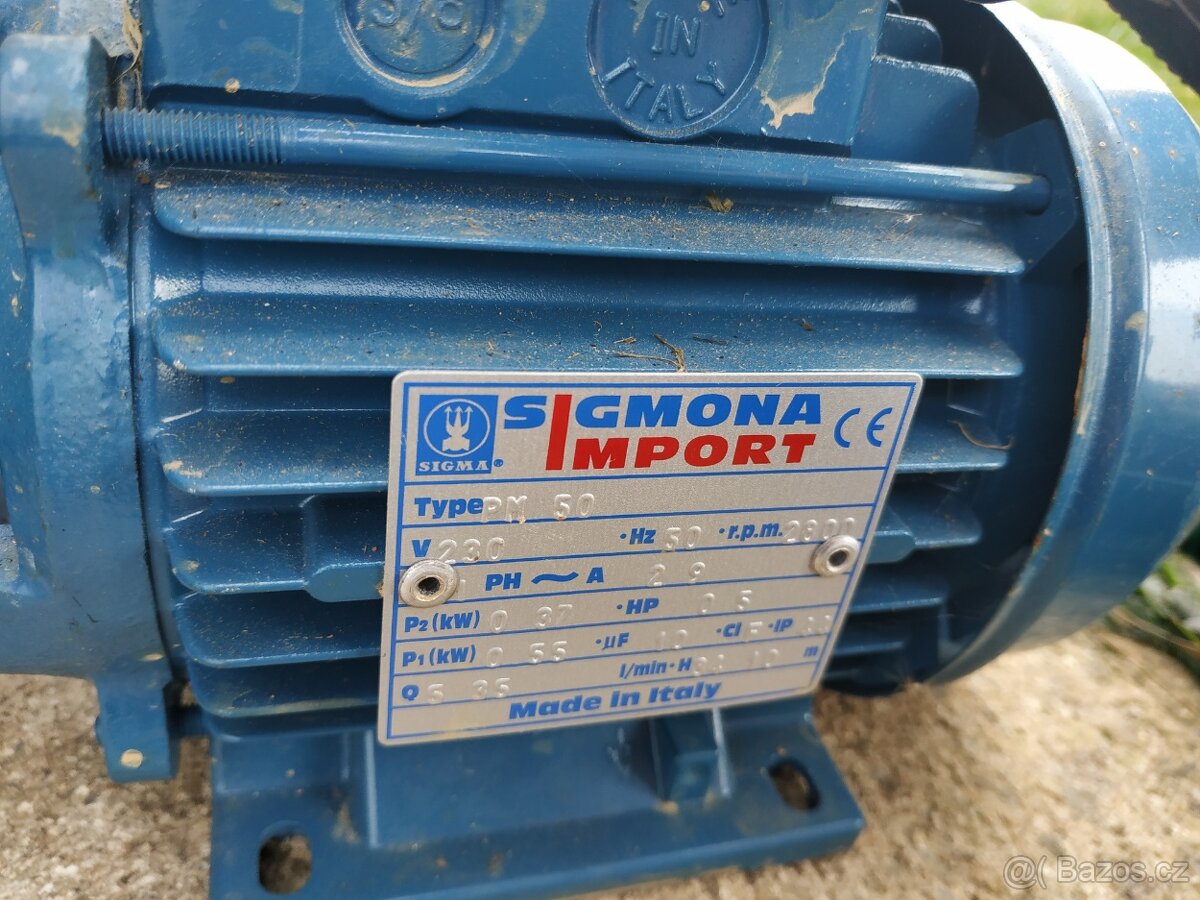 IN
ITALY
SIGMONA
IMPORT
CE
SIGMA ®
Type PM 50
V 230 ·Hz 50 ·r.p.m. 2800
PH ~ A 2 9
P2 (kW) 0 37 ·HP 0 5
P1 (kW) 0 55 ·µF 10 ·Cl F ·IP
Q 5 35 l/min·H 10 m
Made in Italy
© Bazos.cz